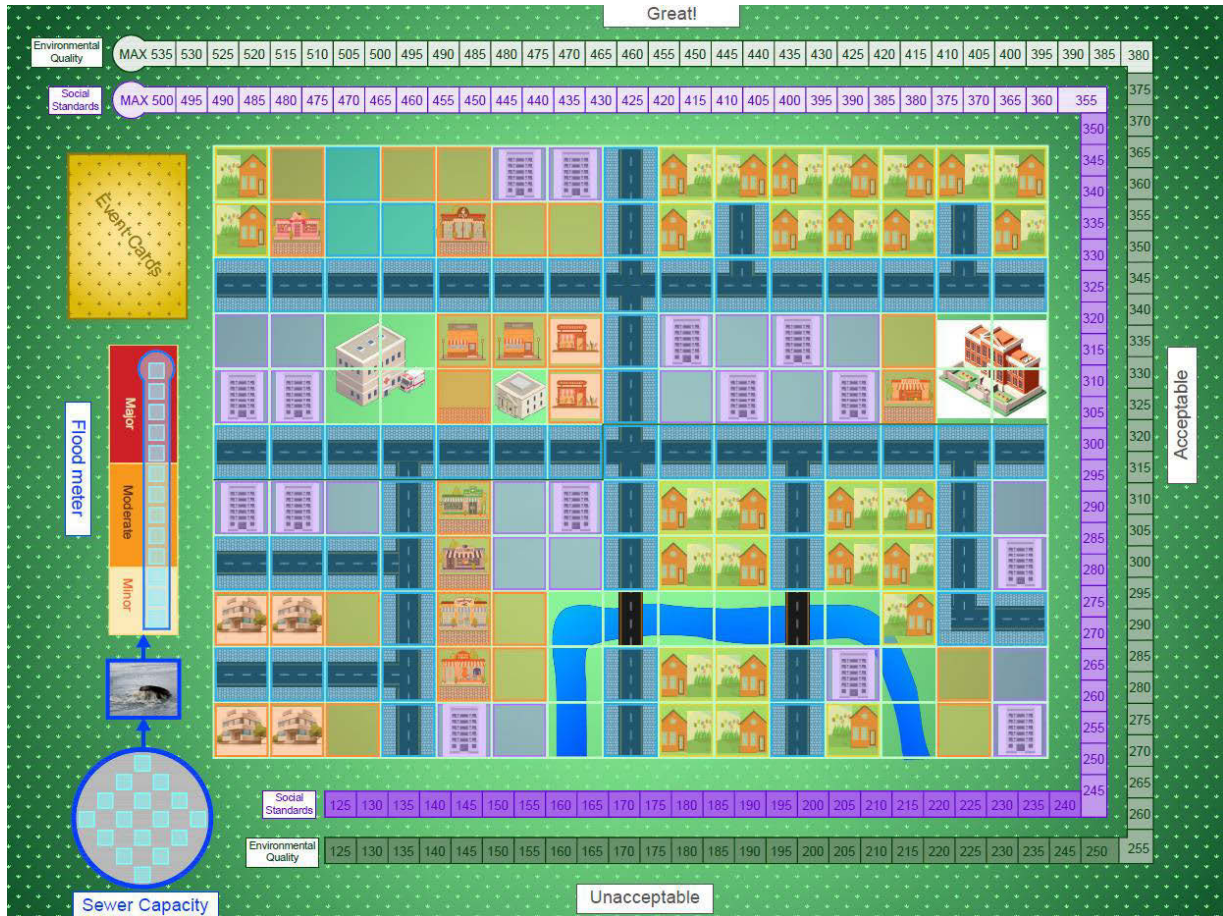 Great!
Environmental
Quality
MAX 535 530 525 520 515 510 505 500 495 490 485 480 475 470 465 460 455 450 445 440 435 430 425 420 415 410 405 400 395 390 385 380
Social
Standards
MAX 500 495 490 485 480 475 470 465 460 455 450 445 440 435 430 425 420 415 410 405 400 395 390 385 380 375 370 365 360 355
350
345
340
335
330
325
320
315
310
305
300
295
290
285
280
275
270
265
260
255
250
245
375
370
365
360
355
350
345
340
335
330
325
320
315
310
305
300
295
290
285
280
275
270
265
260
255
Event Cards
Flood meter
Major
Moderate
Minor
Acceptable
Social
Standards
125 130 135 140 145 150 155 160 165 170 175 180 185 190 195 200 205 210 215 220 225 230 235 240
Environmental
Quality
125 130 135 140 145 150 155 160 165 170 175 180 185 190 195 200 205 210 215 220 225 230 235 240 245 250
Unacceptable
Sewer Capacity